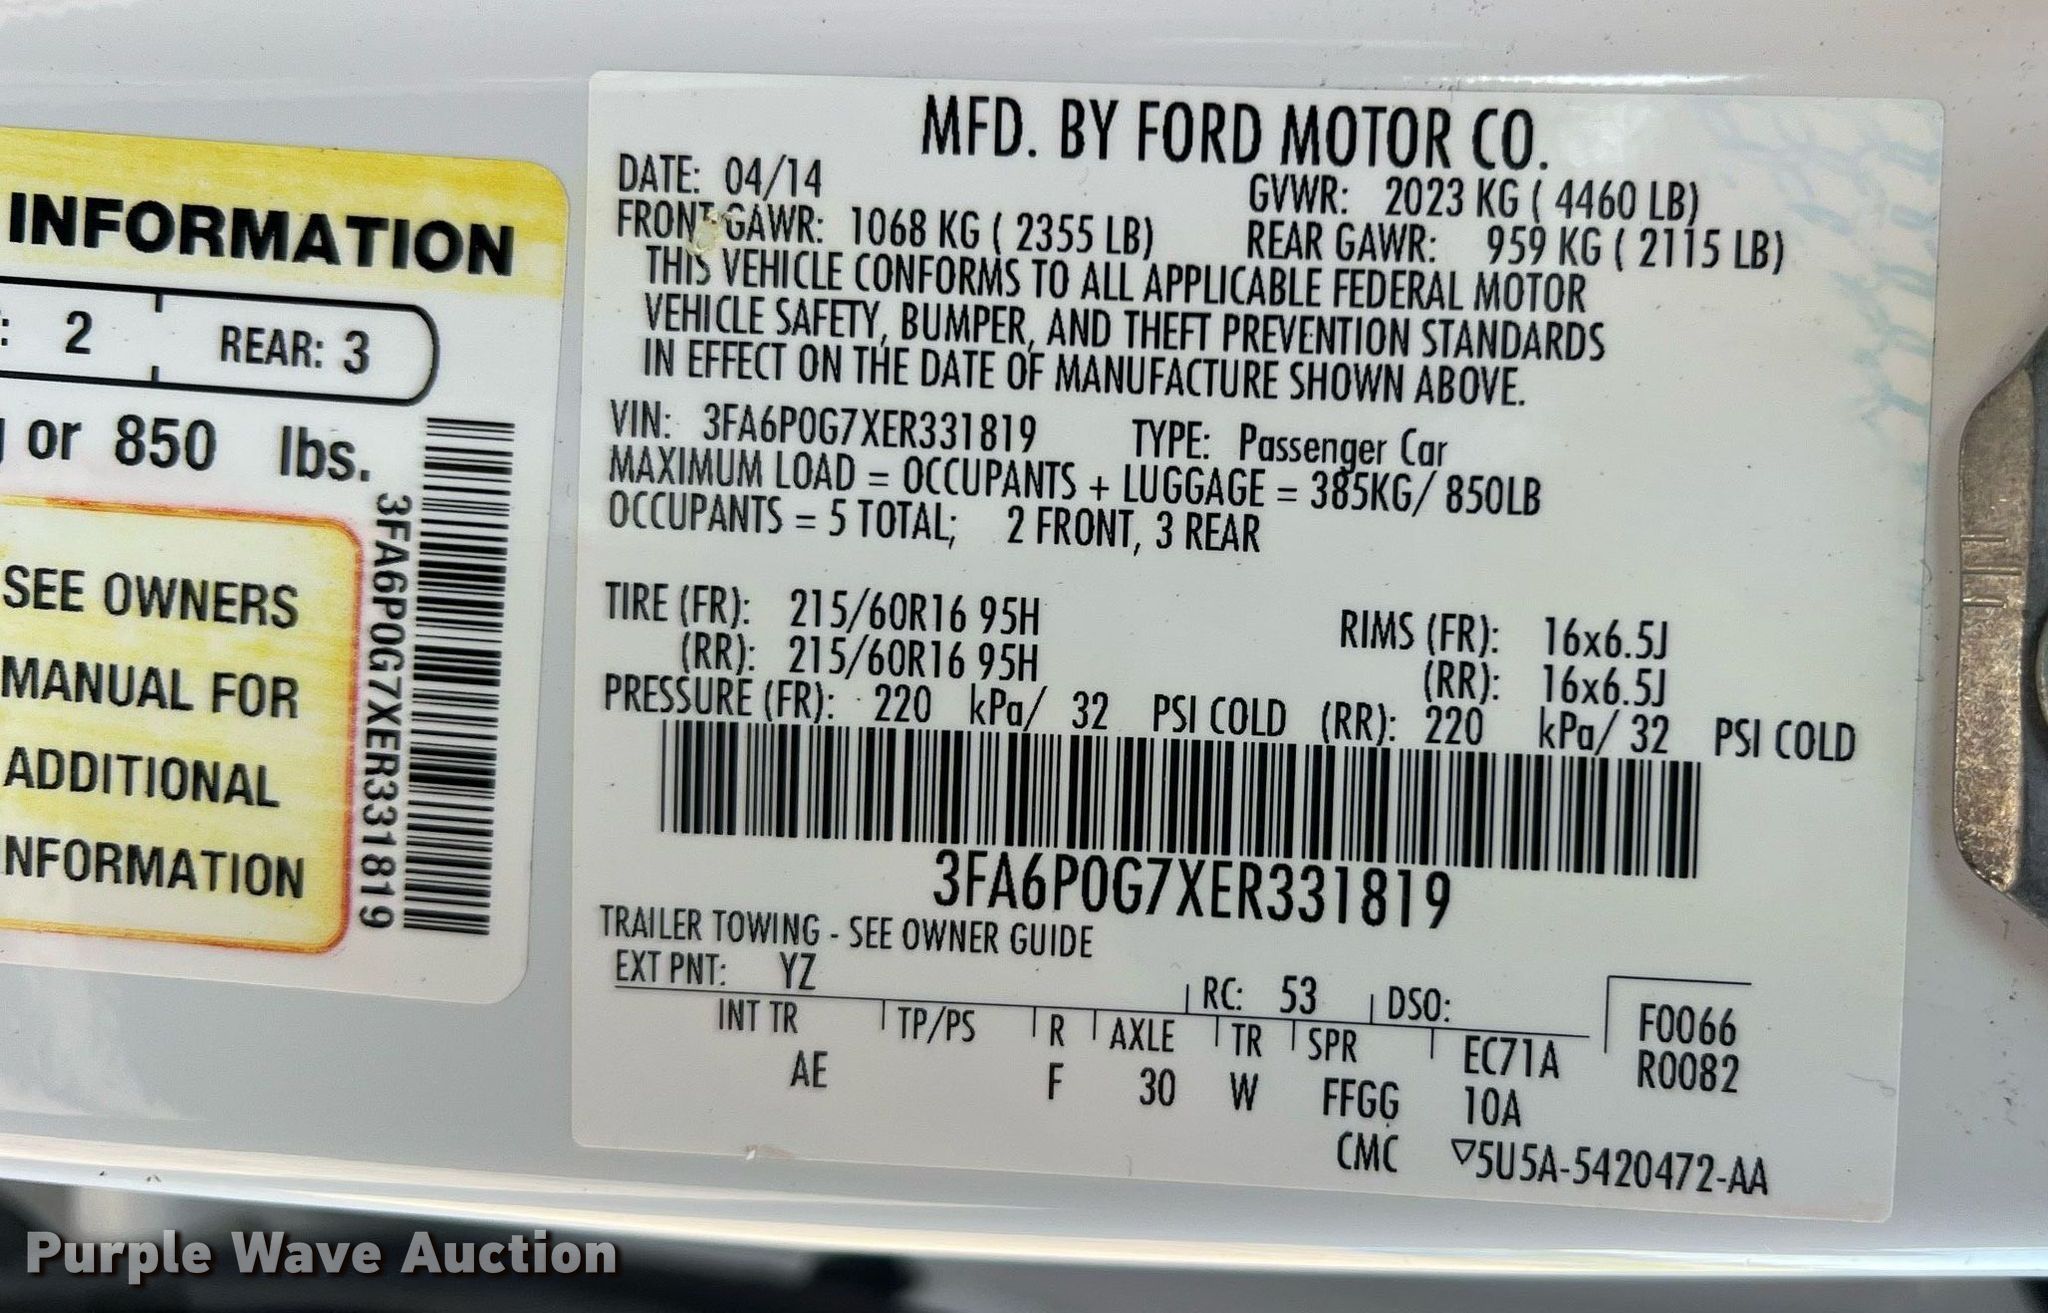 INFORMATION
: 2 REAR: 3
or 850 lbs.
SEE OWNERS
MANUAL FOR
ADDITIONAL
NFORMATION
3FA6P0G7XER331819
MFD. BY FORD MOTOR CO.
DATE: 04/14 GVWR: 2023 KG ( 4460 LB)
FRONT GAWR: 1068 KG ( 2355 LB) REAR GAWR: 959 KG ( 2115 LB)
THIS VEHICLE CONFORMS TO ALL APPLICABLE FEDERAL MOTOR
VEHICLE SAFETY, BUMPER, AND THEFT PREVENTION STANDARDS
IN EFFECT ON THE DATE OF MANUFACTURE SHOWN ABOVE.
VIN: 3FA6P0G7XER331819 TYPE: Passenger Car
MAXIMUM LOAD = OCCUPANTS + LUGGAGE = 385KG/ 850LB
OCCUPANTS = 5 TOTAL; 2 FRONT, 3 REAR
TIRE (FR): 215/60R16 95H RIMS (FR): 16x6.5J
(RR): 215/60R16 95H (RR): 16x6.5J
PRESSURE (FR): 220 kPa/ 32 PSI COLD (RR): 220 kPa/ 32 PSI COLD
3FA6P0G7XER331819
TRAILER TOWING - SEE OWNER GUIDE
EXT PNT: YZ RC: 53 DSO: F0066
INT TR TP/PS R AXLE TR SPR EC71A R0082
AE F 30 W FFGG 10A
CMC ▽5U5A-5420472-AA
Purple Wave Auction